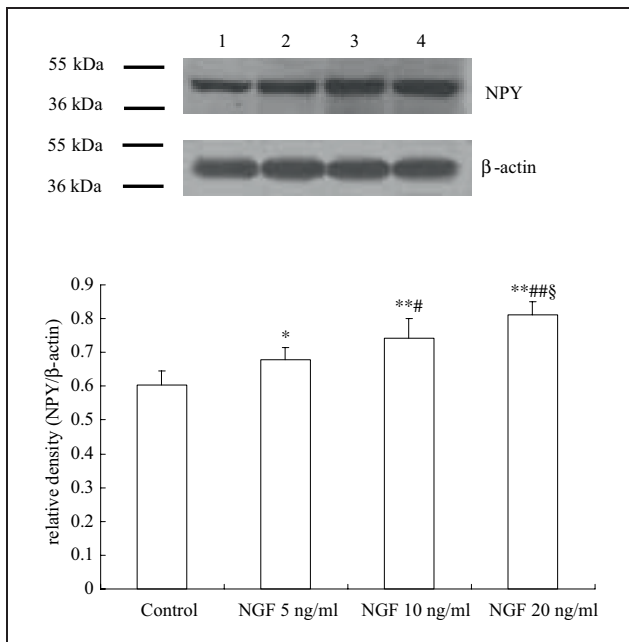 1 2 3 4
55 kDa
36 kDa
NPY
55 kDa
36 kDa
β-actin
relative density (NPY/β-actin)
0.9
0.8
0.7
0.6
0.5
0.4
0.3
0.2
0.1
0
*
**#
**##§
Control NGF 5 ng/ml NGF 10 ng/ml NGF 20 ng/ml